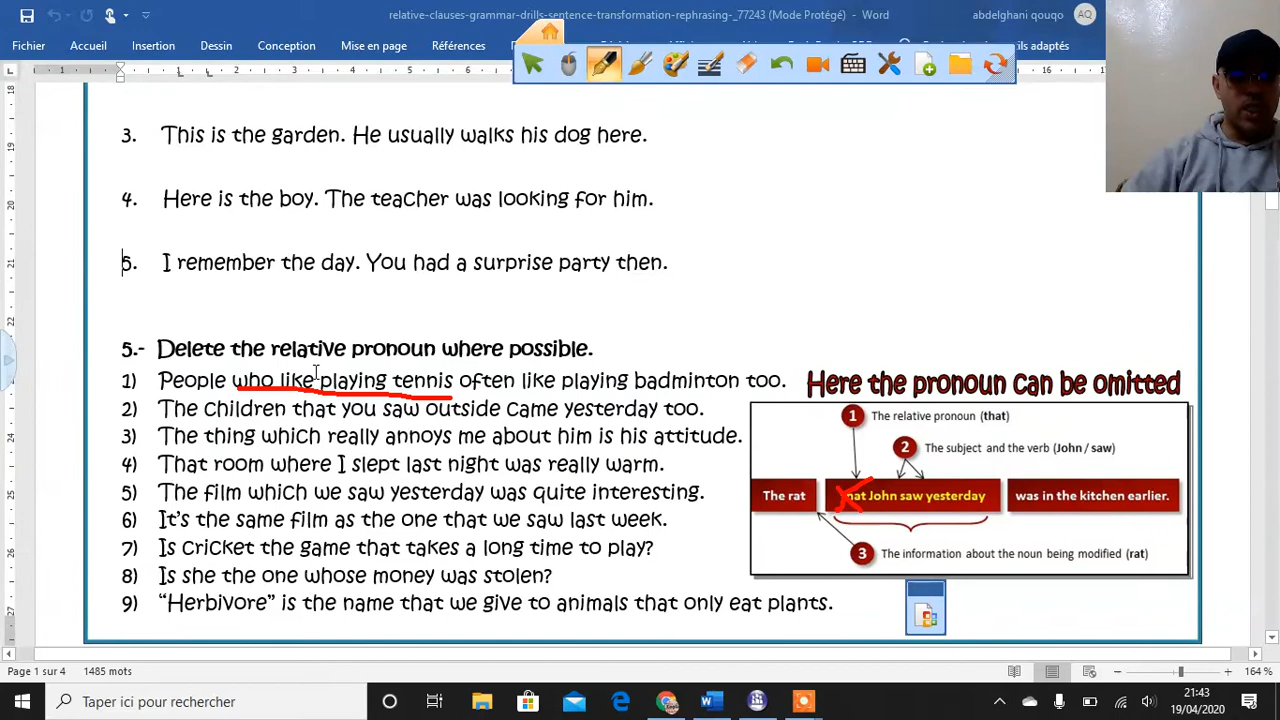 relative-clauses-grammar-drills-sentence-transformation-rephrasing-_77243 (Mode Protégé) - Word
abdelghani qouqo
AQ
Fichier Accueil Insertion Dessin Conception Mise en page Références
ils adaptés
3. This is the garden. He usually walks his dog here.
4. Here is the boy. The teacher was looking for him.
5. I remember the day. You had a surprise party then.
5.- Delete the relative pronoun where possible.
1) People who like playing tennis often like playing badminton too.
2) The children that you saw outside came yesterday too.
3) The thing which really annoys me about him is his attitude.
4) That room where I slept last night was really warm.
5) The film which we saw yesterday was quite interesting.
6) It's the same film as the one that we saw last week.
7) Is cricket the game that takes a long time to play?
8) Is she the one whose money was stolen?
9) “Herbivore” is the name that we give to animals that only eat plants.
Here the pronoun can be omitted
1 The relative pronoun (that)
2 The subject and the verb (John / saw)
The rat that John saw yesterday was in the kitchen earlier.
3 The information about the noun being modified (rat)
Page 1 sur 4 1485 mots
164 %
Taper ici pour rechercher
21:43
19/04/2020